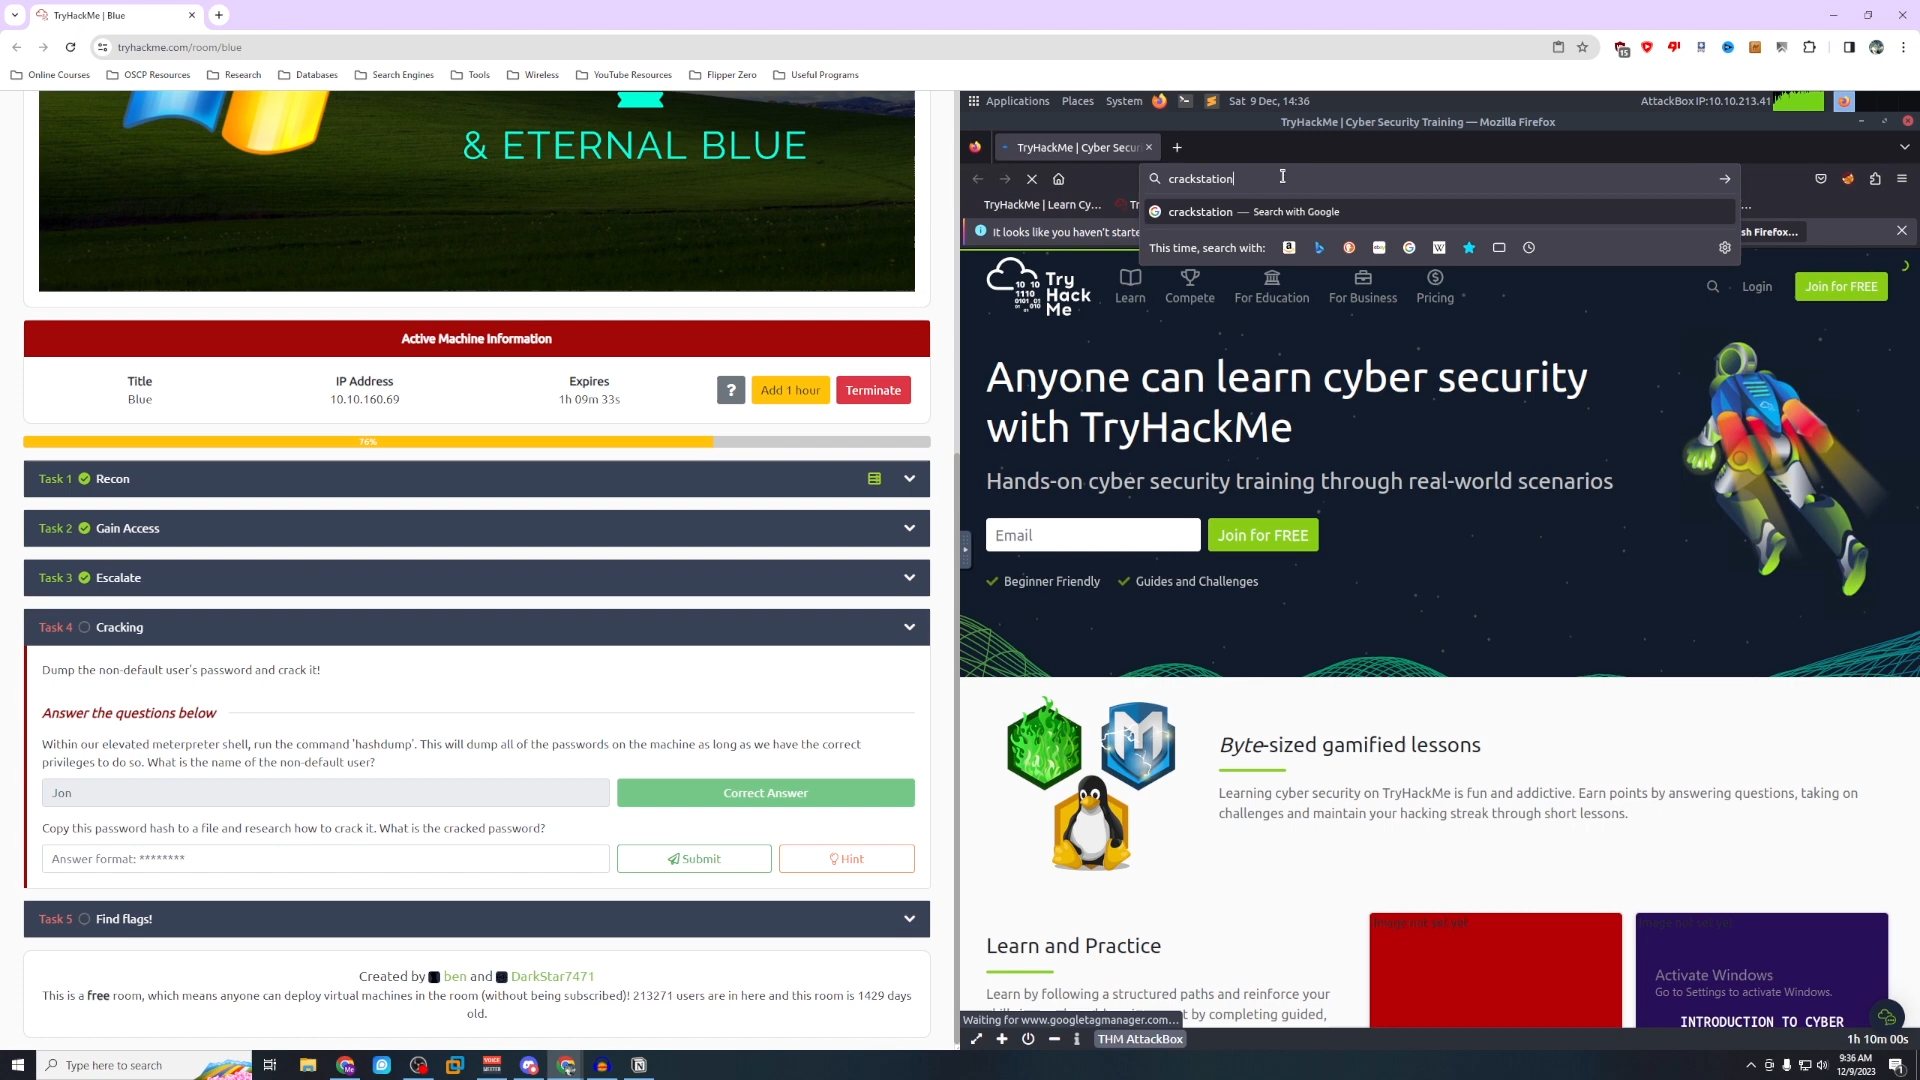 TryHackMe | Blue
tryhackme.com/room/blue
15
Online Courses
OSCP Resources
Research
Databases
Search Engines
Tools
Wireless
YouTube Resources
Flipper Zero
Useful Programs
& ETERNAL BLUE
Active Machine Information
Title
IP Address
Expires
Blue
10.10.160.69
1h 09m 33s
?
Add 1 hour
Terminate
76%
Task 1 Recon
Task 2 Gain Access
Task 3 Escalate
Task 4 Cracking
Dump the non-default user's password and crack it!
Answer the questions below
Within our elevated meterpreter shell, run the command 'hashdump'. This will dump all of the passwords on the machine as long as we have the correct
privileges to do so. What is the name of the non-default user?
Jon
Correct Answer
Copy this password hash to a file and research how to crack it. What is the cracked password?
Answer format: ********
Submit
Hint
Task 5 Find flags!
Created by ben and DarkStar7471
This is a free room, which means anyone can deploy virtual machines in the room (without being subscribed)! 213271 users are in here and this room is 1429 days
old.
Applications
Places
System
Sat 9 Dec, 14:36
AttackBox IP:10.10.213.41
TryHackMe | Cyber Security Training — Mozilla Firefox
TryHackMe | Cyber Secur
crackstation
TryHackMe | Learn Cy...
crackstation — Search with Google
It looks like you haven't starte
sh Firefox...
This time, search with:
Try
Hack
Me
Learn
Compete
For Education
For Business
Pricing
Login
Join for FREE
Anyone can learn cyber security
with TryHackMe
Hands-on cyber security training through real-world scenarios
Email
Join for FREE
Beginner Friendly
Guides and Challenges
Byte-sized gamified lessons
Learning cyber security on TryHackMe is fun and addictive. Earn points by answering questions, taking on
challenges and maintain your hacking streak through short lessons.
Learn and Practice
Learn by following a structured paths and reinforce your
t by completing guided,
Image not set yet
Image not set yet
Activate Windows
Go to Settings to activate Windows.
INTRODUCTION TO CYBER
Waiting for www.googletagmanager.com...
THM AttackBox
1h 10m 00s
Type here to search
9:36 AM
12/9/2023